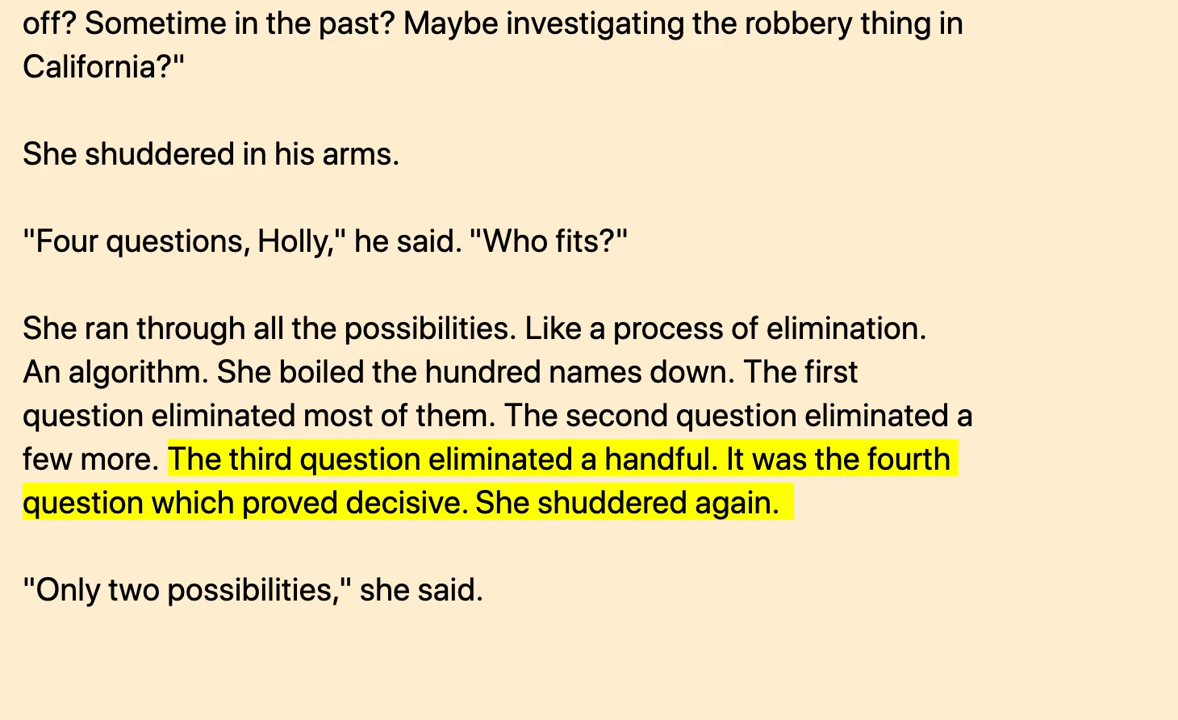 off? Sometime in the past? Maybe investigating the robbery thing in
California?"
She shuddered in his arms.
"Four questions, Holly," he said. "Who fits?"
She ran through all the possibilities. Like a process of elimination.
An algorithm. She boiled the hundred names down. The first
question eliminated most of them. The second question eliminated a
few more. The third question eliminated a handful. It was the fourth
question which proved decisive. She shuddered again.
"Only two possibilities," she said.